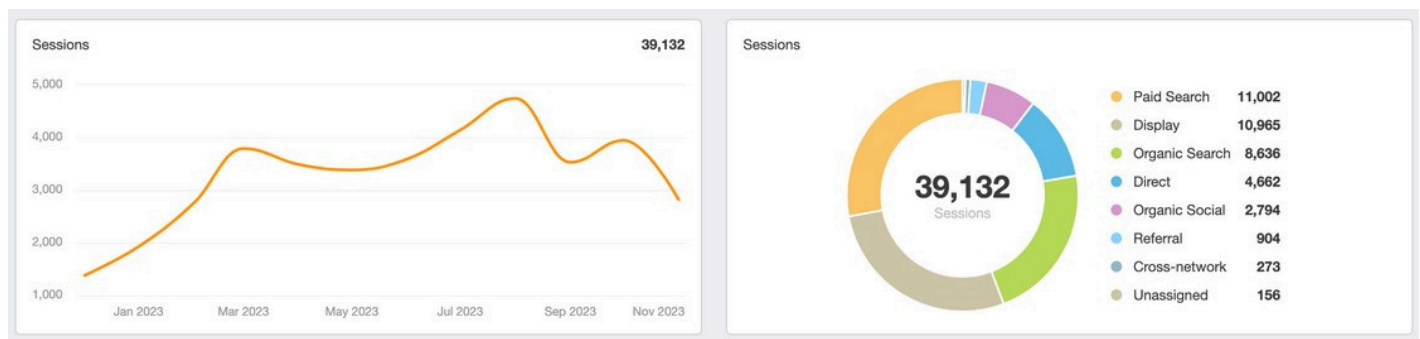 Sessions 39,132
5,000
4,000
3,000
2,000
1,000
Jan 2023 Mar 2023 May 2023 Jul 2023 Sep 2023 Nov 2023
Sessions
39,132
Sessions
Paid Search 11,002
Display 10,965
Organic Search 8,636
Direct 4,662
Organic Social 2,794
Referral 904
Cross-network 273
Unassigned 156